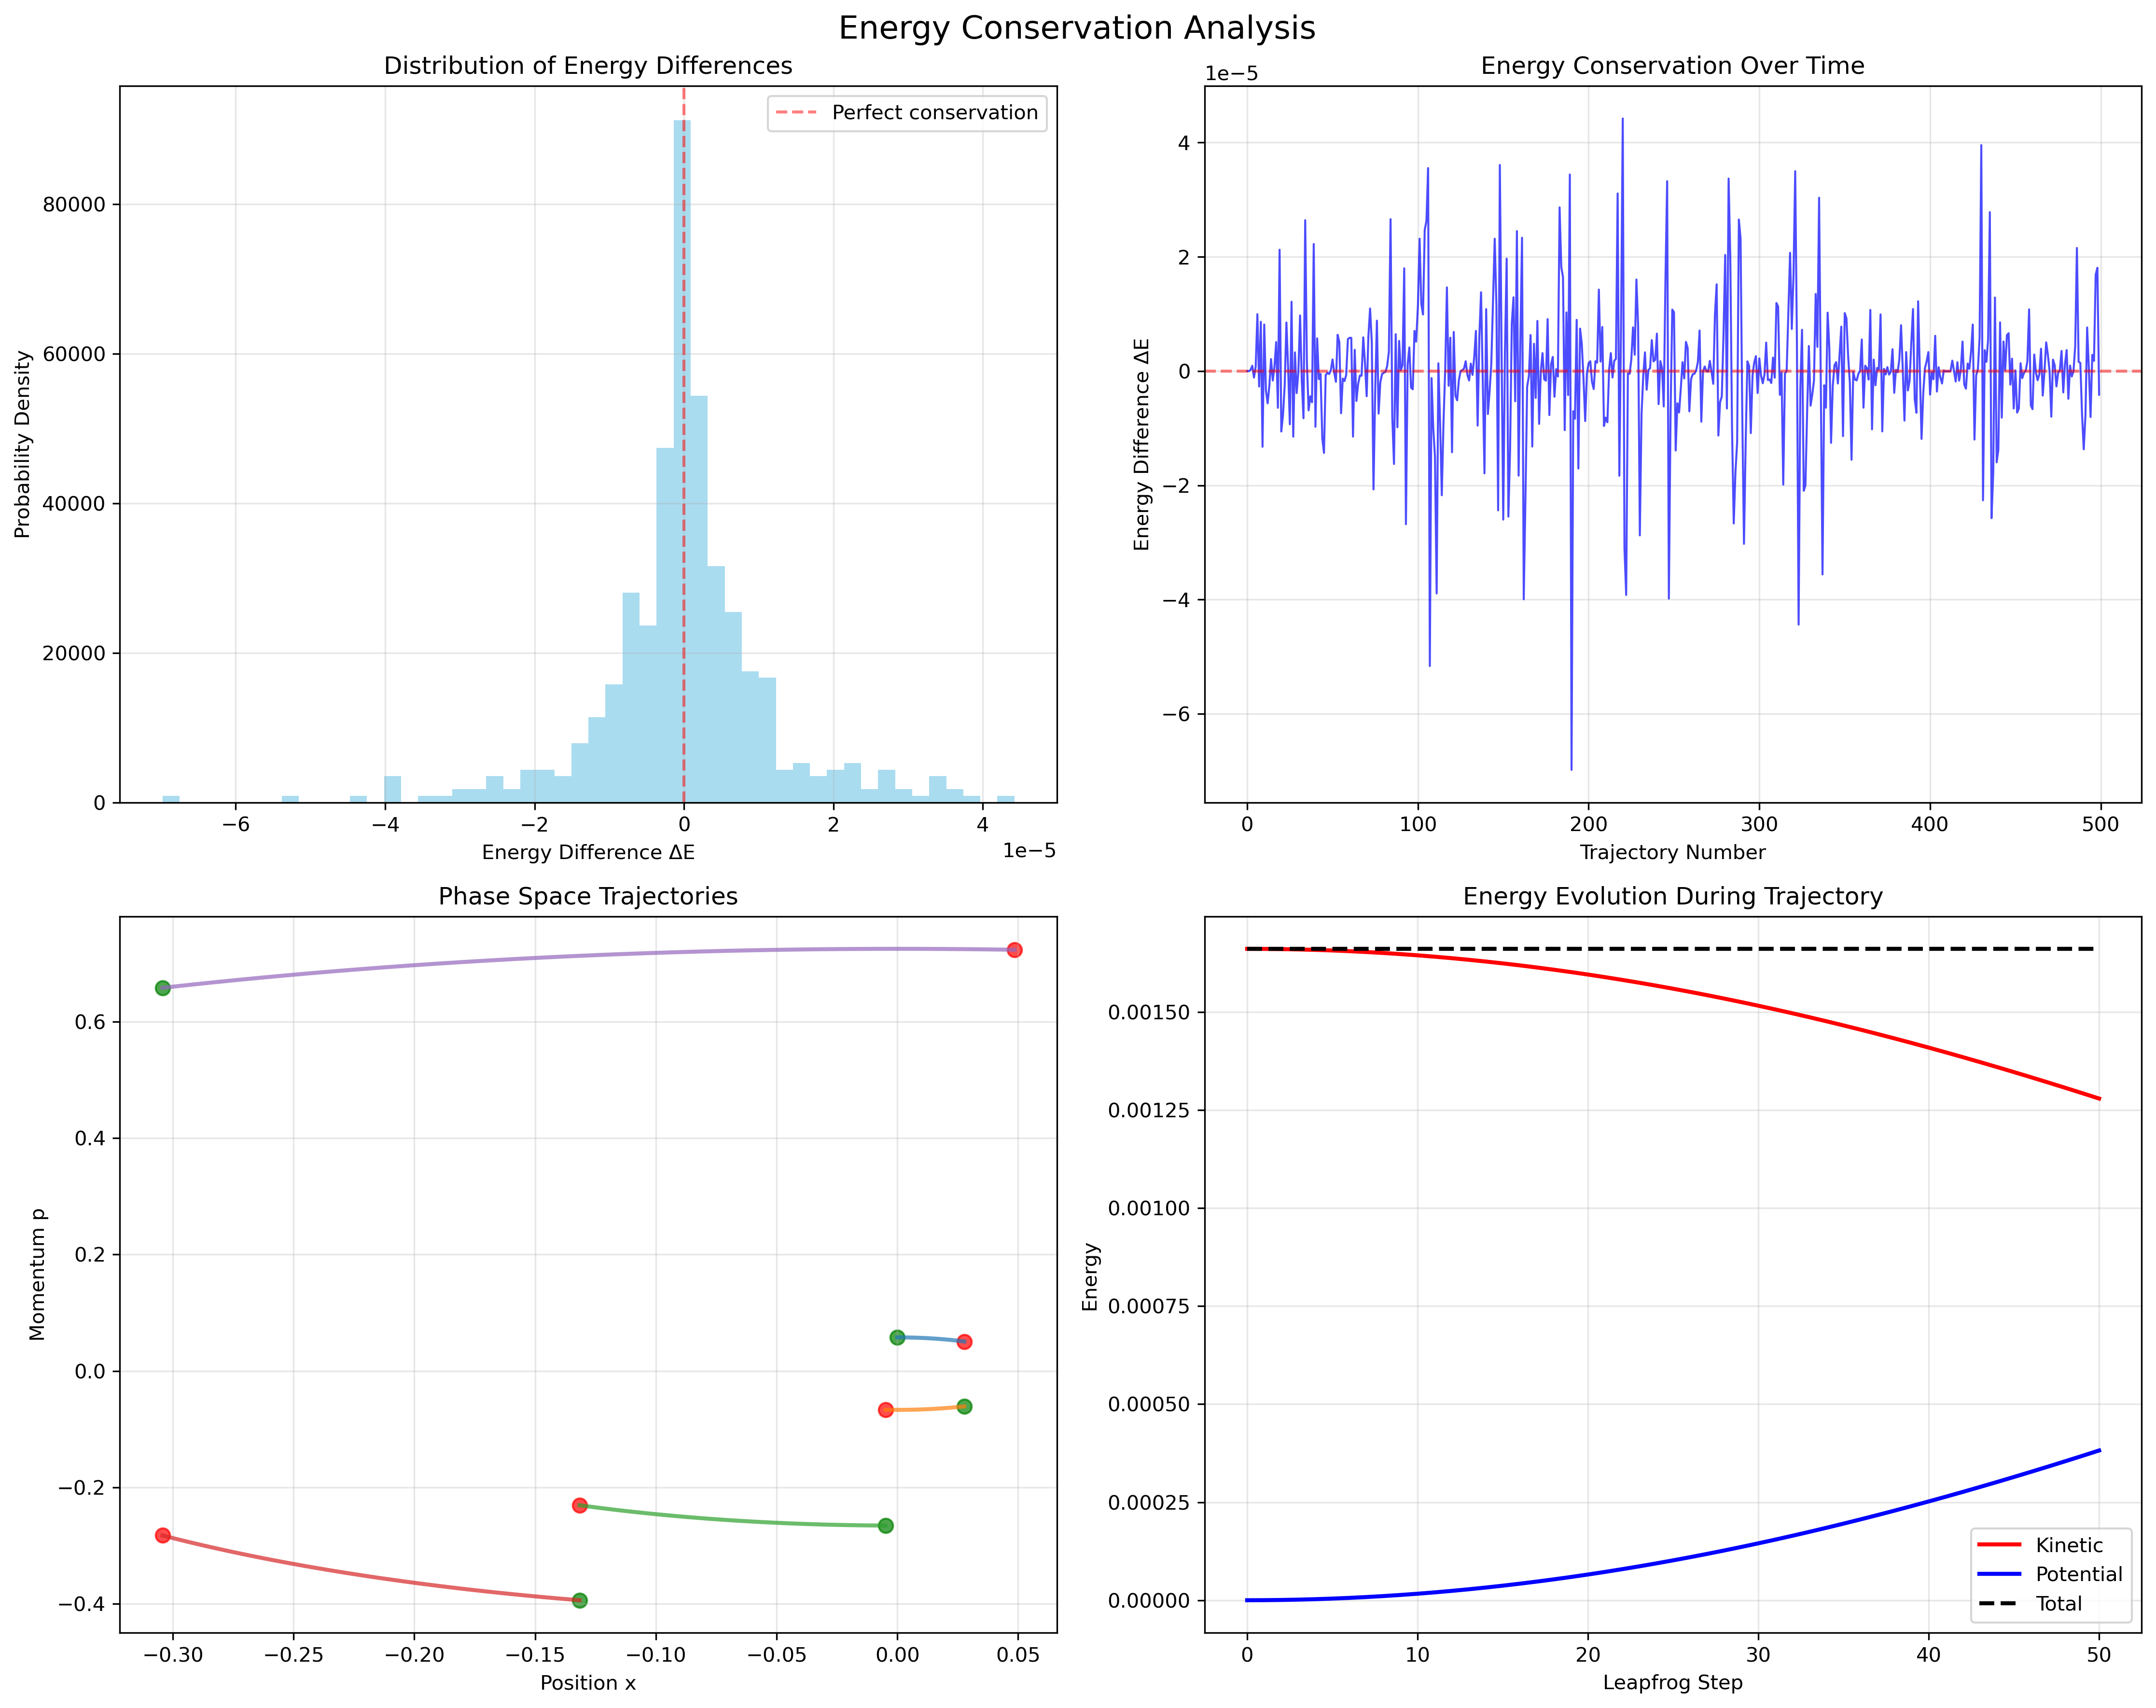 Energy Conservation Analysis
Distribution of Energy Differences
Perfect conservation
Probability Density
80000
60000
40000
20000
0
−6
−4
−2
0
2
4
1e−5
Energy Difference ΔE
Energy Conservation Over Time
1e−5
Energy Difference ΔE
4
2
0
−2
−4
−6
0
100
200
300
400
500
Trajectory Number
Phase Space Trajectories
Momentum p
0.6
0.4
0.2
0.0
−0.2
−0.4
−0.30
−0.25
−0.20
−0.15
−0.10
−0.05
0.00
0.05
Position x
Energy Evolution During Trajectory
Energy
0.00150
0.00125
0.00100
0.00075
0.00050
0.00025
0.00000
Kinetic
Potential
Total
0
10
20
30
40
50
Leapfrog Step